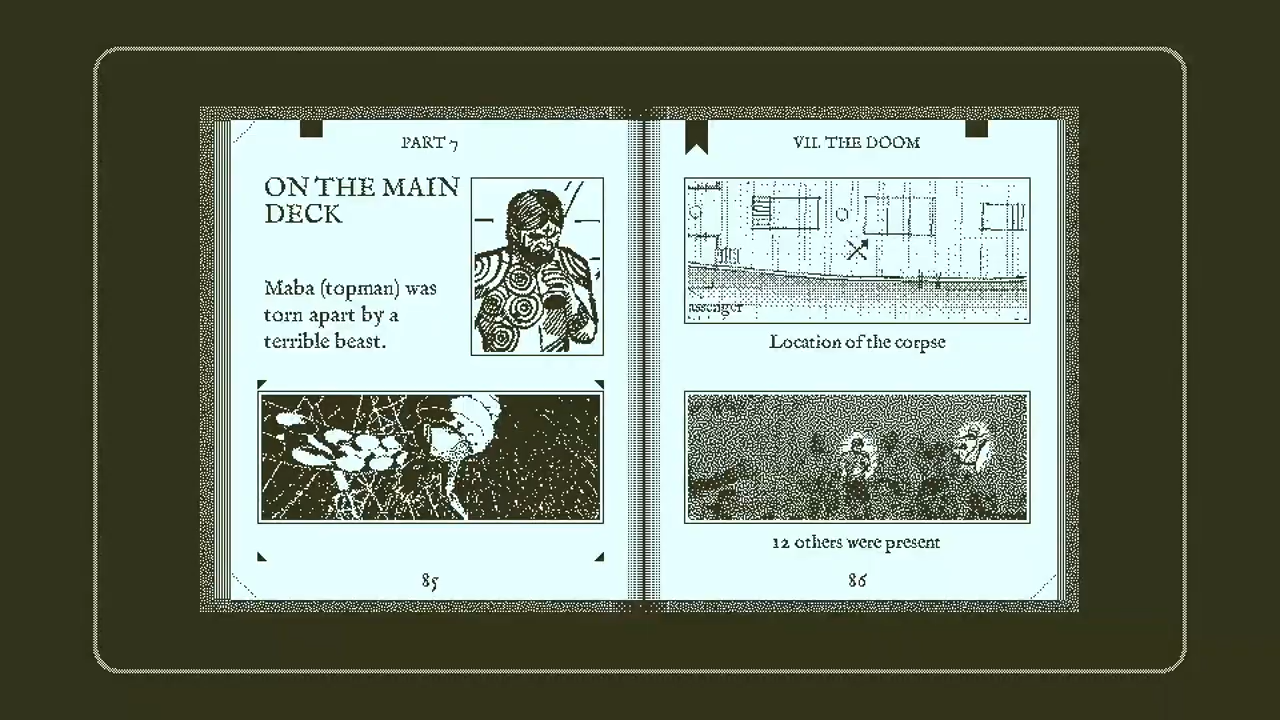 PART 7
ON THE MAIN
DECK
Maba (topman) was
torn apart by a
terrible beast.
85
VII. THE DOOM
assenger
Location of the corpse
12 others were present
86